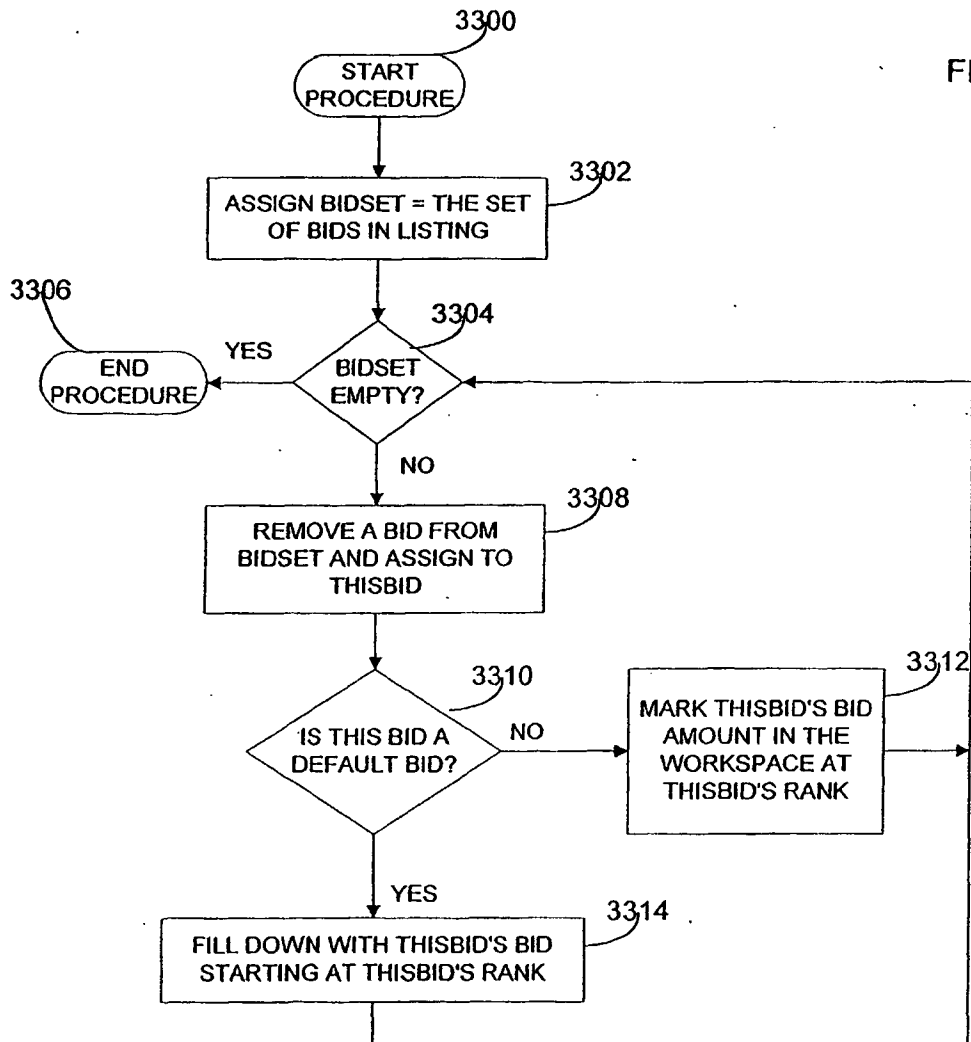 3300
START
PROCEDURE
FI
3302
ASSIGN BIDSET = THE SET
OF BIDS IN LISTING
3306
3304
END
PROCEDURE
YES
BIDSET
EMPTY?
NO
3308
REMOVE A BID FROM
BIDSET AND ASSIGN TO
THISBID
3310
IS THIS BID A
DEFAULT BID?
NO
3312
MARK THISBID'S BID
AMOUNT IN THE
WORKSPACE AT
THISBID'S RANK
YES
3314
FILL DOWN WITH THISBID'S BID
STARTING AT THISBID'S RANK